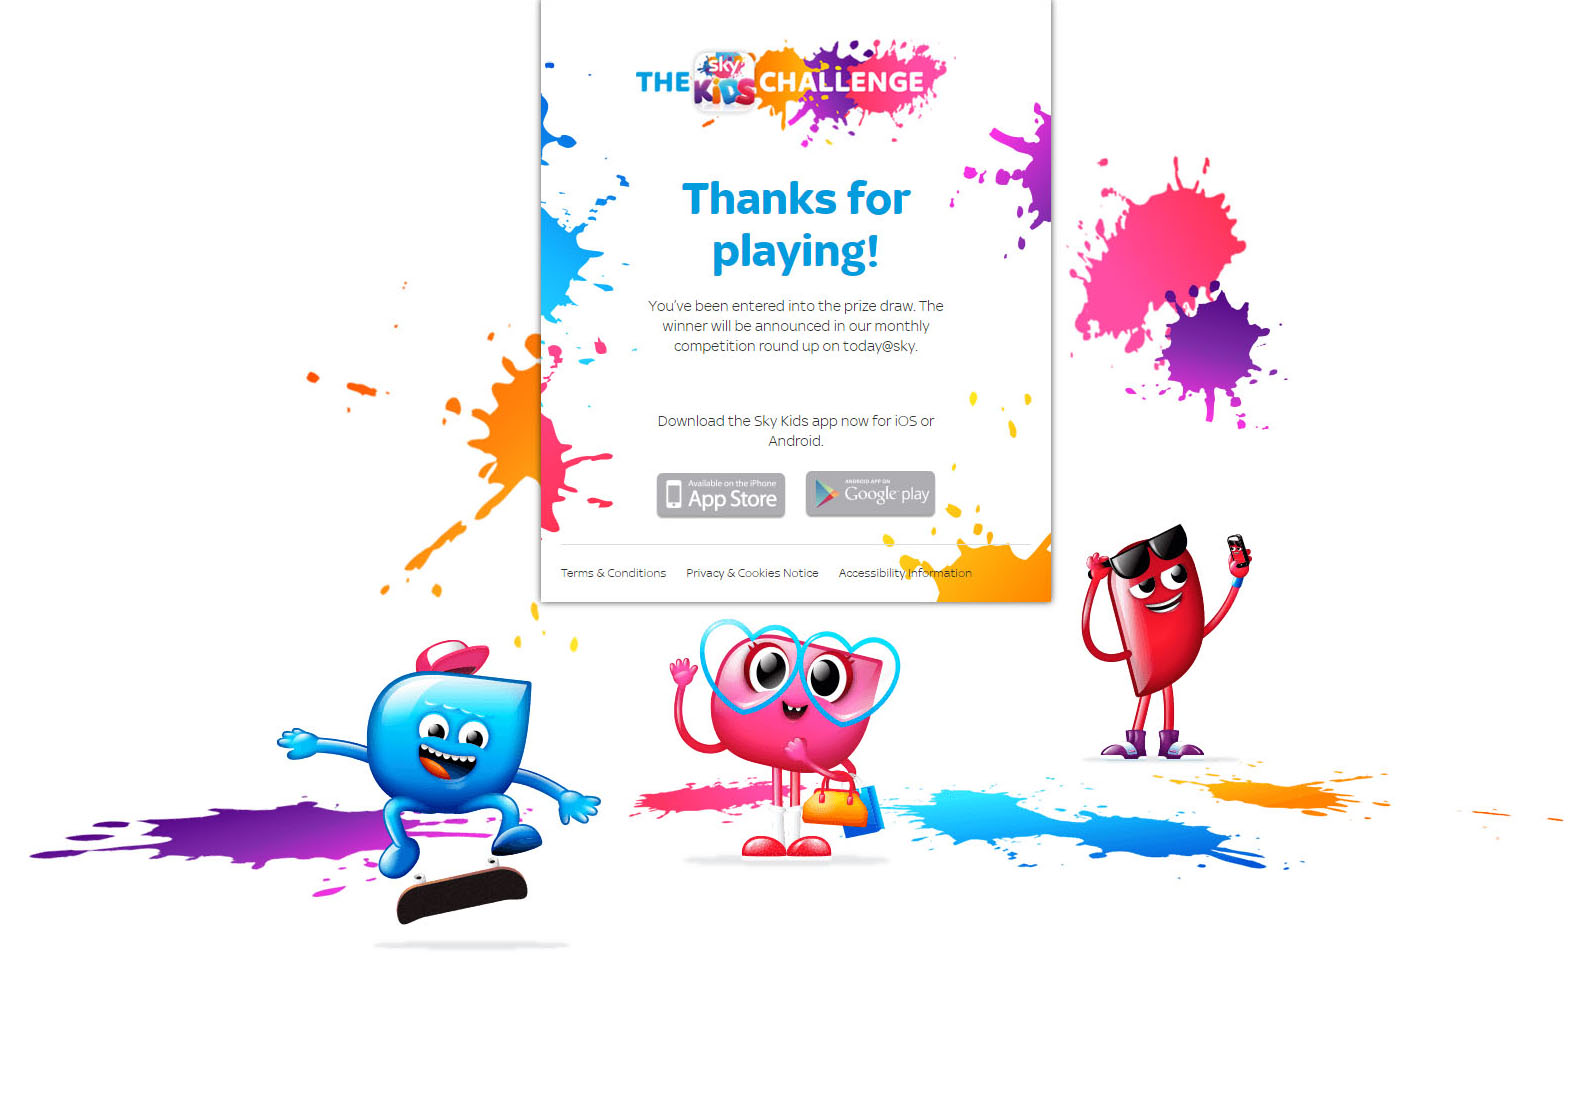 THE sky KiDS CHALLENGE
Thanks for
playing!
You've been entered into the prize draw. The
winner will be announced in our monthly
competition round up on today@sky.
Download the Sky Kids app now for iOS or
Android.
Available on the iPhone
App Store
ANDROID APP ON
Google play
Terms & Conditions Privacy & Cookies Notice Accessibility Information